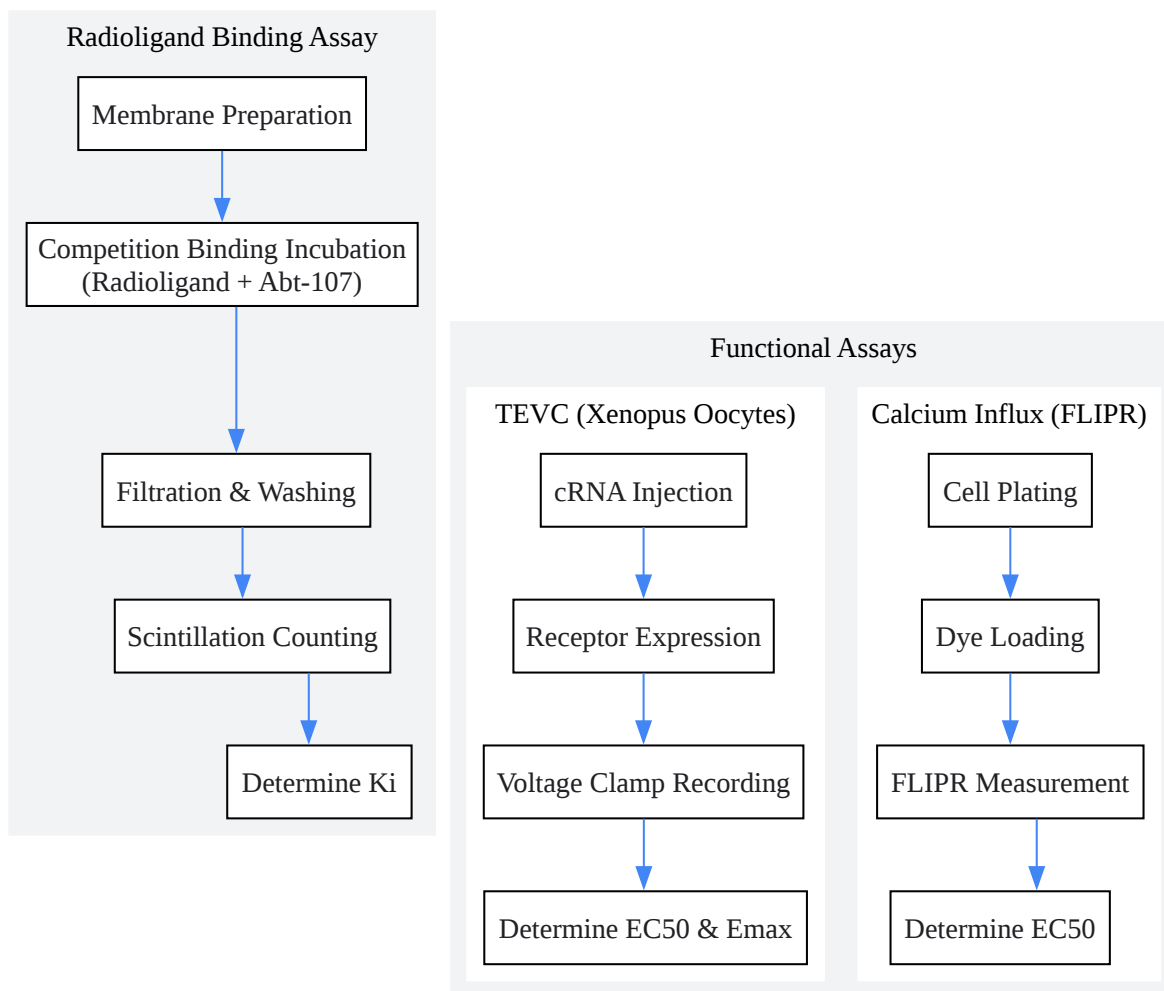 Radioligand Binding Assay
Membrane Preparation
Competition Binding Incubation
(Radioligand + Abt-107)
Filtration & Washing
Scintillation Counting
Determine Ki
Functional Assays
TEVC (Xenopus Oocytes)
cRNA Injection
Receptor Expression
Voltage Clamp Recording
Determine EC50 & Emax
Calcium Influx (FLIPR)
Cell Plating
Dye Loading
FLIPR Measurement
Determine EC50